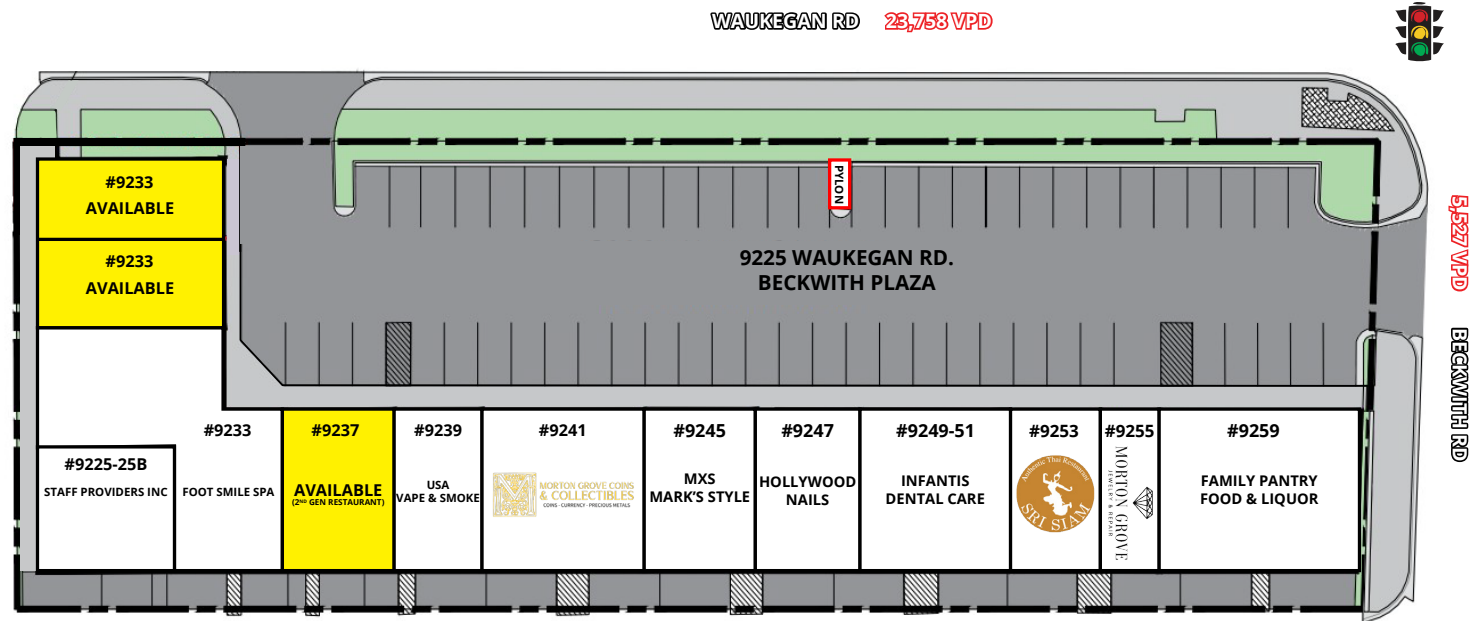 WAUKEGAN RD 23,758 VPD
5,527 VPD
BECKWITH RD
PYLON
9225 WAUKEGAN RD.
BECKWITH PLAZA
#9233
AVAILABLE
#9233
AVAILABLE
#9225-25B
STAFF PROVIDERS INC
#9233
FOOT SMILE SPA
#9237
AVAILABLE
(2ND GEN RESTAURANT)
#9239
USA
VAPE & SMOKE
#9241
MORTON GROVE COINS
& COLLECTIBLES
COINS · CURRENCY · PRECIOUS METALS
#9245
MXS
MARK'S STYLE
#9247
HOLLYWOOD
NAILS
#9249-51
INFANTIS
DENTAL CARE
#9253
Authentic Thai Restaurant
SRI SIAM
#9255
MORTON GROVE
JEWELRY & REPAIR
#9259
FAMILY PANTRY
FOOD & LIQUOR